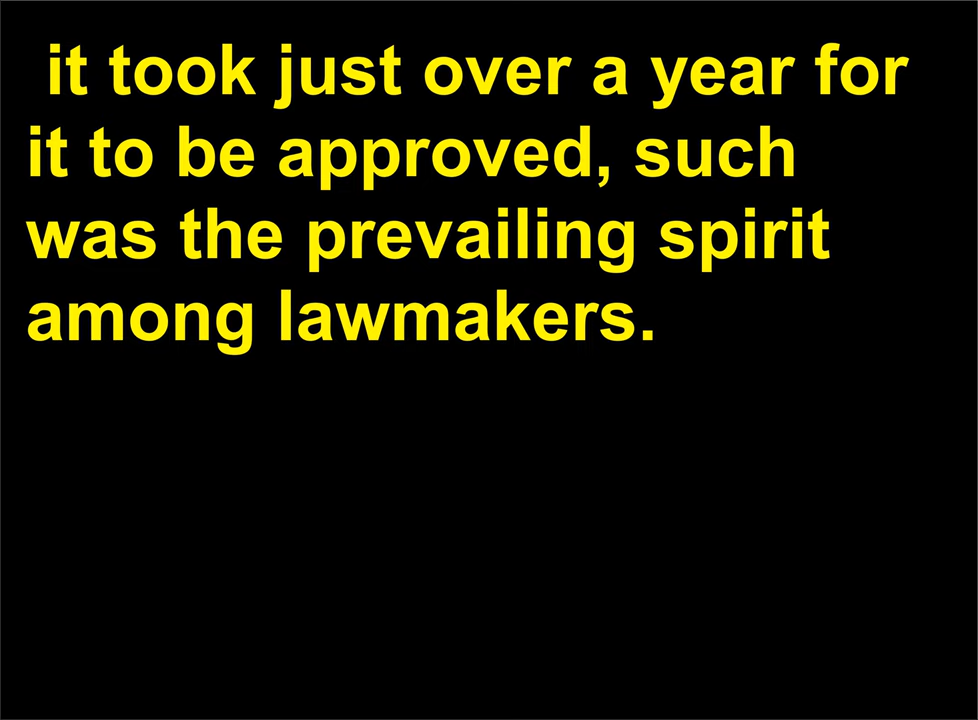 it took just over a year for
it to be approved, such
was the prevailing spirit
among lawmakers.